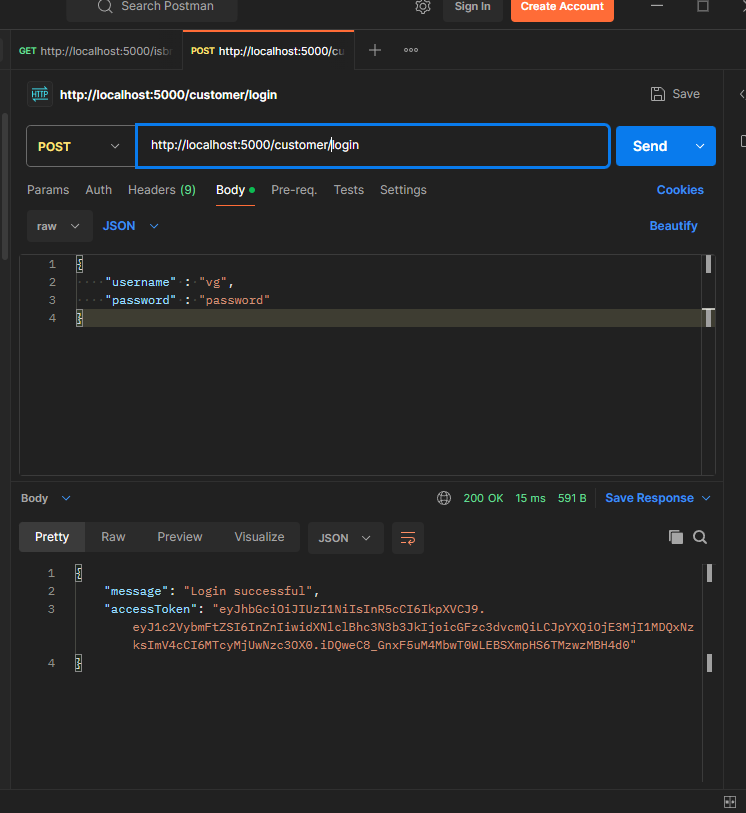 Search Postman
Sign In
Create Account
GET http://localhost:5000/isb
POST http://localhost:5000/cu
HTTP http://localhost:5000/customer/login
Save
POST
http://localhost:5000/customer/login
Send
Params Auth Headers (9) Body Pre-req. Tests Settings
Cookies
raw JSON
Beautify
1 {
2 "username" : "vg",
3 "password" : "password"
4 }
Body
200 OK 15 ms 591 B Save Response
Pretty Raw Preview Visualize JSON
1 {
2 "message": "Login successful",
3 "accessToken": "eyJhbGciOiJIUzI1NiIsInR5cCI6IkpXVCJ9.
eyJ1c2VybmFtZSI6InZnIiwidXNlclBhc3N3b3JkIjoicGFzc3dvcmQiLCJpYXQiOjE3MjI1MDQxNz
ksImV4cCI6MTcyMjUwNzc3OX0.iDQweC8_GnxF5uM4MbwT0WLEBSXmpHS6TMzwzMBH4d0"
4 }